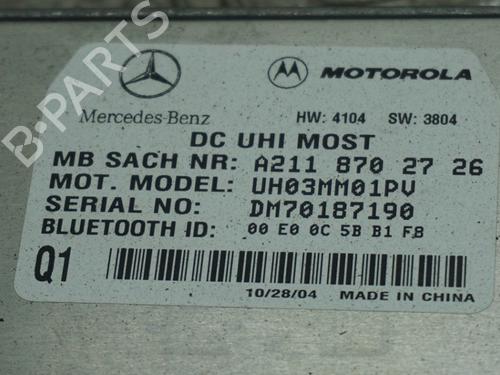 B-PARTS
MOTOROLA
Mercedes-Benz
HW: 4104 SW: 3804
DC UHI MOST
MB SACH NR: A211 870 27 26
MOT. MODEL: UH03MM01PV
SERIAL NO: DM70187190
BLUETOOTH ID: 00 E0 0C 5B B1 F8
Q1
10/28/04 MADE IN CHINA